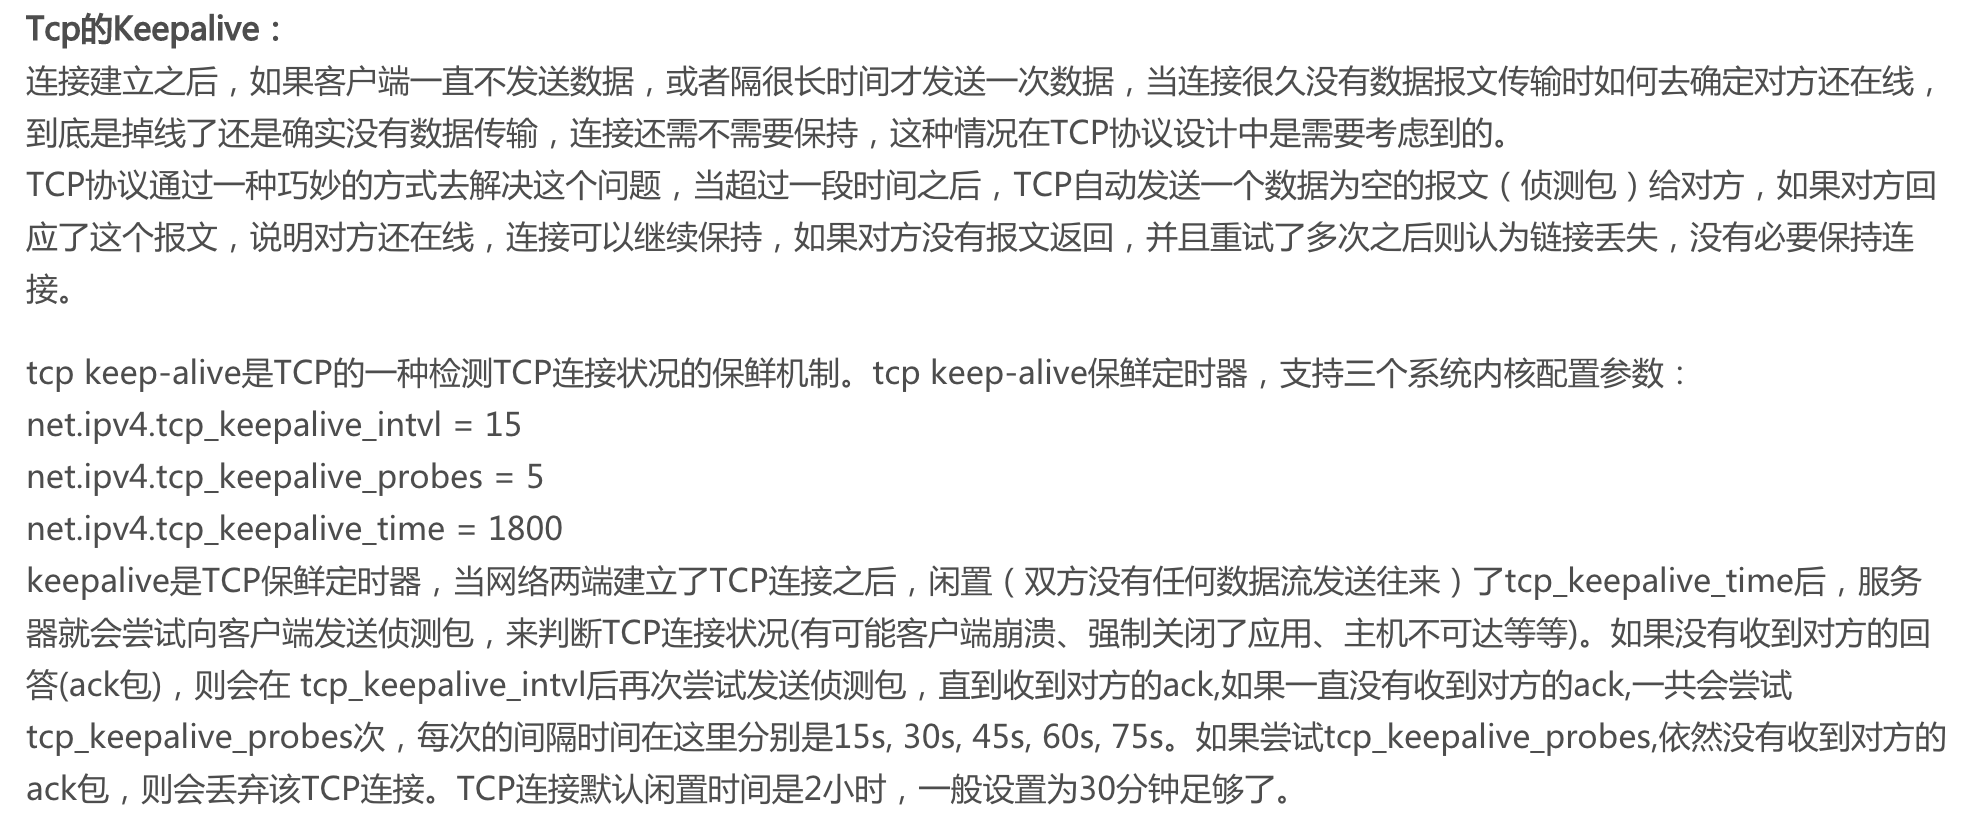 Tcp的Keepalive：
连接建立之后，如果客户端一直不发送数据，或者隔很长时间才发送一次数据，当连接很久没有数据报文传输时如何去确定对方还在线，
到底是掉线了还是确实没有数据传输，连接还需不需要保持，这种情况在TCP协议设计中是需要考虑到的。
TCP协议通过一种巧妙的方式去解决这个问题，当超过一段时间之后，TCP自动发送一个数据为空的报文（侦测包）给对方，如果对方回
应了这个报文，说明对方还在线，连接可以继续保持，如果对方没有报文返回，并且重试了多次之后则认为链接丢失，没有必要保持连
接。
tcp keep-alive是TCP的一种检测TCP连接状况的保鲜机制。tcp keep-alive保鲜定时器，支持三个系统内核配置参数：
net.ipv4.tcp_keepalive_intvl = 15
net.ipv4.tcp_keepalive_probes = 5
net.ipv4.tcp_keepalive_time = 1800
keepalive是TCP保鲜定时器，当网络两端建立了TCP连接之后，闲置（双方没有任何数据流发送往来）了tcp_keepalive_time后，服务
器就会尝试向客户端发送侦测包，来判断TCP连接状况(有可能客户端崩溃、强制关闭了应用、主机不可达等等)。如果没有收到对方的回
答(ack包)，则会在 tcp_keepalive_intvl后再次尝试发送侦测包，直到收到对方的ack,如果一直没有收到对方的ack,一共会尝试
tcp_keepalive_probes次，每次的间隔时间在这里分别是15s, 30s, 45s, 60s, 75s。如果尝试tcp_keepalive_probes,依然没有收到对方的
ack包，则会丢弃该TCP连接。TCP连接默认闲置时间是2小时，一般设置为30分钟足够了。